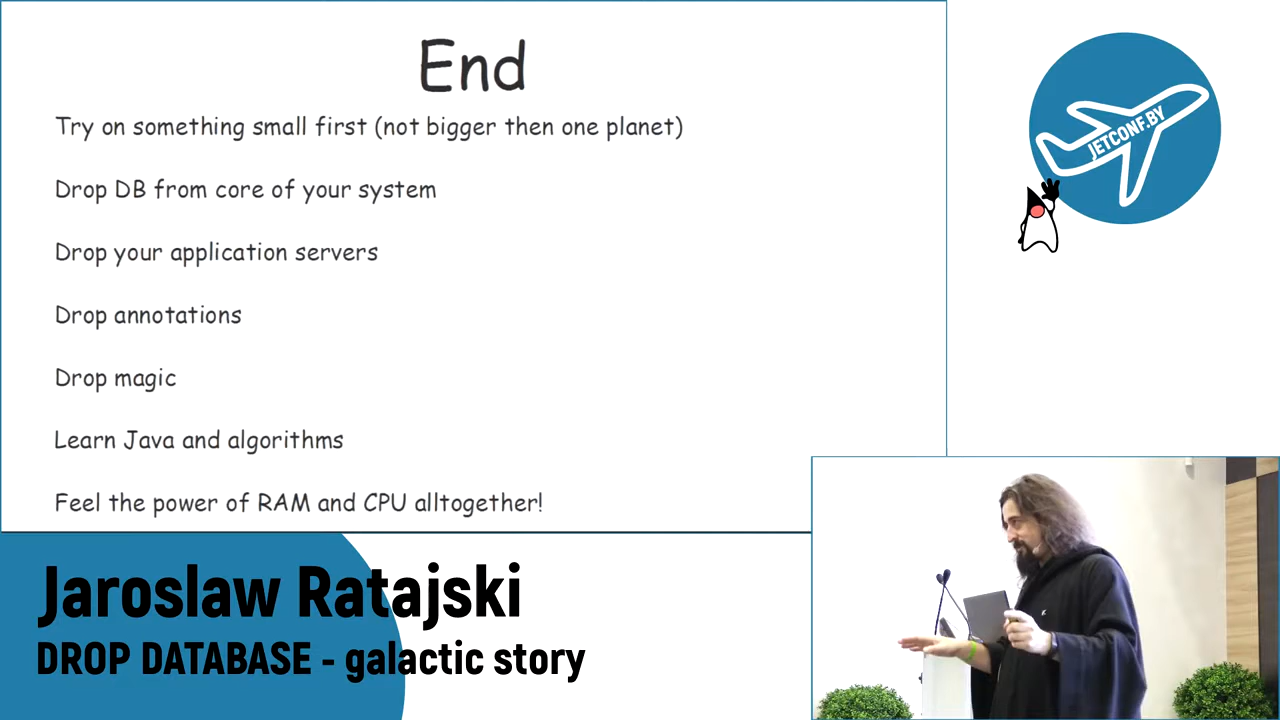 End
Try on something small first (not bigger then one planet)
Drop DB from core of your system
Drop your application servers
Drop annotations
Drop magic
Learn Java and algorithms
Feel the power of RAM and CPU alltogether!
JETCONF.BY
Jaroslaw Ratajski
DROP DATABASE - galactic story